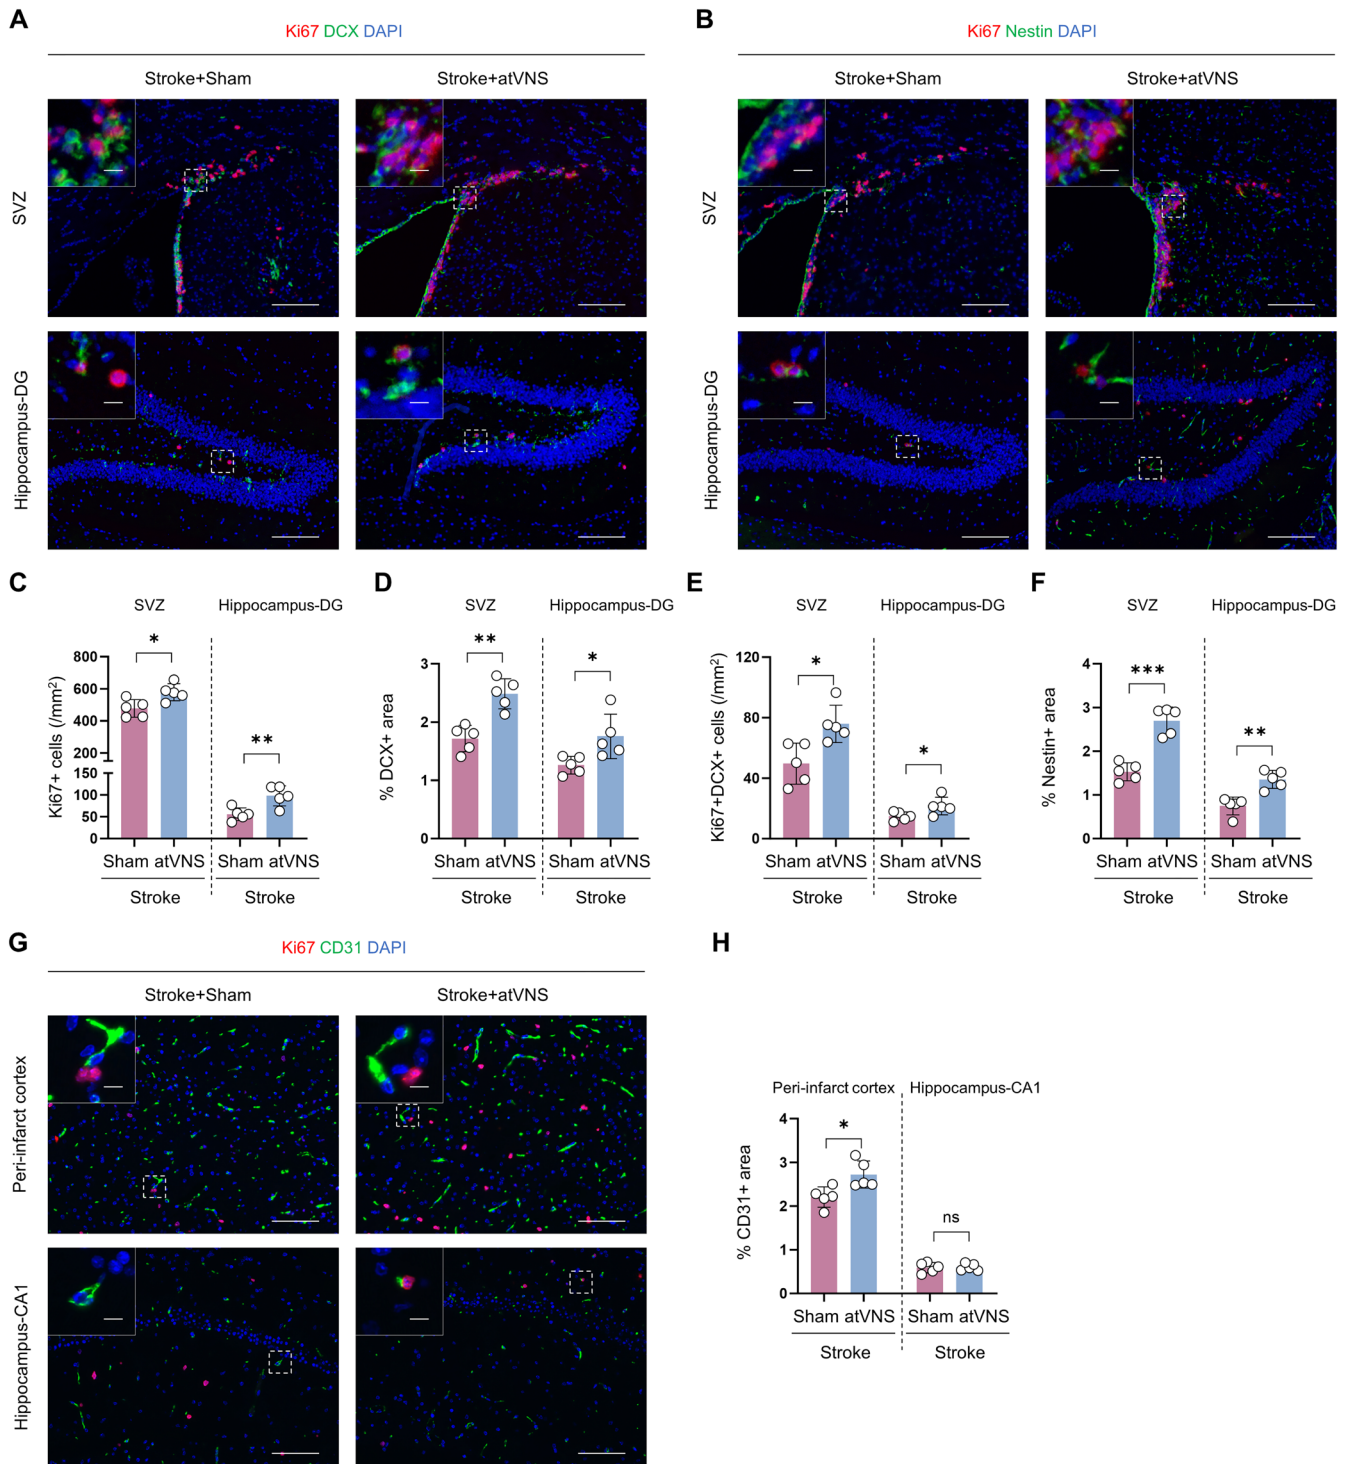 A
Ki67 DCX DAPI
Stroke+Sham
Stroke+atVNS
SVZ
Hippocampus-DG
B
Ki67 Nestin DAPI
Stroke+Sham
Stroke+atVNS
SVZ
Hippocampus-DG
C
SVZ
Hippocampus-DG
Ki67+ cells (/mm²)
800
600
400
200
150
100
50
0
*
**
Sham atVNS
Sham atVNS
Stroke
Stroke
D
SVZ
Hippocampus-DG
% DCX+ area
3
2
1
0
**
*
Sham atVNS
Sham atVNS
Stroke
Stroke
E
SVZ
Hippocampus-DG
Ki67+DCX+ cells (/mm²)
120
80
40
0
*
*
Sham atVNS
Sham atVNS
Stroke
Stroke
F
SVZ
Hippocampus-DG
% Nestin+ area
4
3
2
1
0
***
**
Sham atVNS
Sham atVNS
Stroke
Stroke
G
Ki67 CD31 DAPI
Stroke+Sham
Stroke+atVNS
Peri-infarct cortex
Hippocampus-CA1
H
Peri-infarct cortex
Hippocampus-CA1
% CD31+ area
4
3
2
1
0
*
ns
Sham atVNS
Sham atVNS
Stroke
Stroke